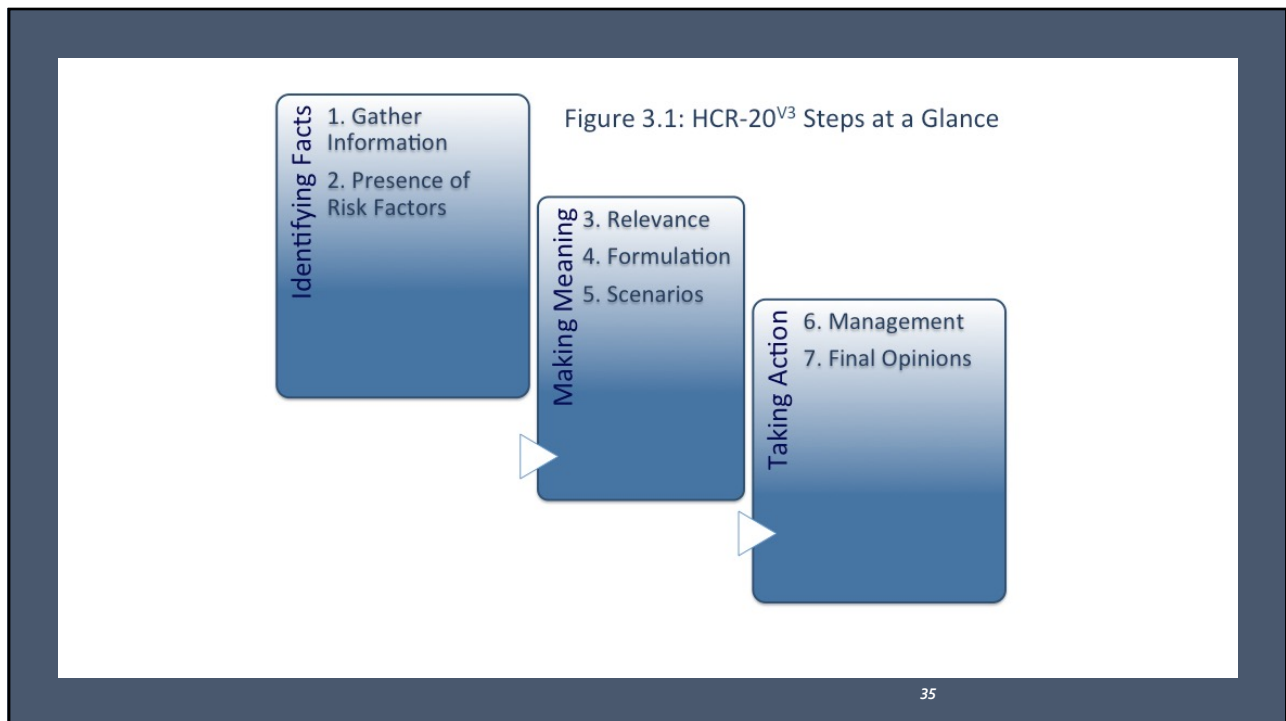 Figure 3.1: HCR-20V3 Steps at a Glance
Identifying Facts
1. Gather
Information
2. Presence of
Risk Factors
Making Meaning
3. Relevance
4. Formulation
5. Scenarios
Taking Action
6. Management
7. Final Opinions
35